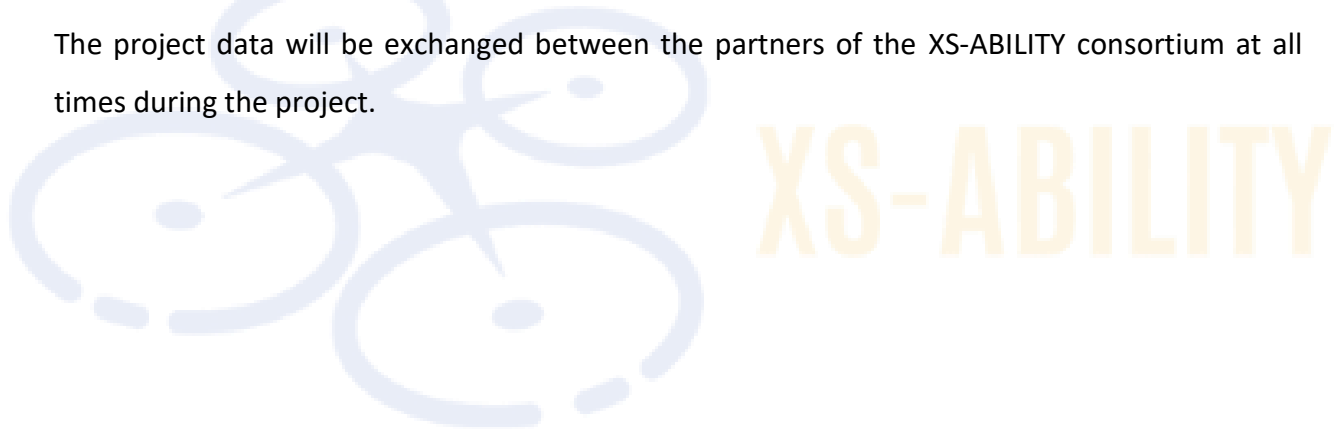 The project data will be exchanged between the partners of the XS-ABILITY consortium at all
times during the project.
XS-ABILITY